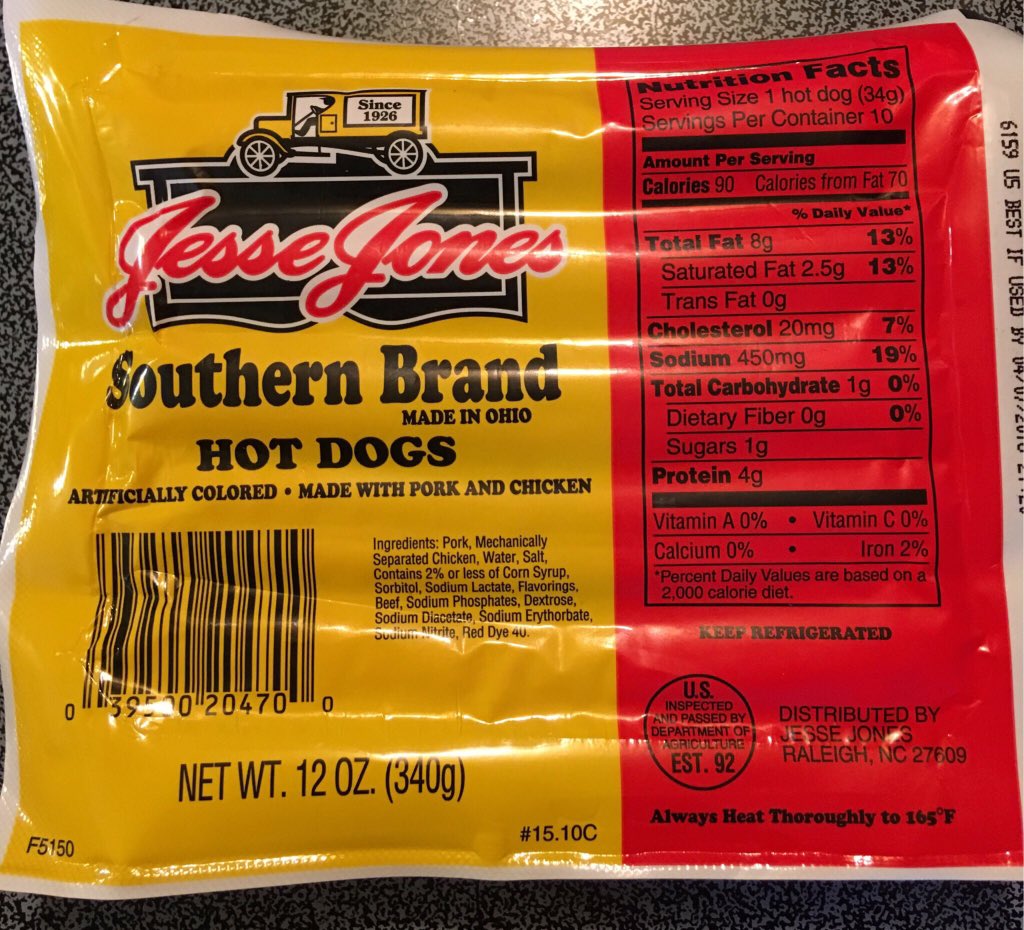 Since
1926
Jesse Jones
Southern Brand
MADE IN OHIO
HOT DOGS
ARTIFICIALLY COLORED • MADE WITH PORK AND CHICKEN
Ingredients: Pork, Mechanically
Separated Chicken, Water, Salt,
Contains 2% or less of Corn Syrup,
Sorbitol, Sodium Lactate, Flavorings,
Beef, Sodium Phosphates, Dextrose,
Sodium Diacetate, Sodium Erythorbate,
Sodium Nitrite, Red Dye 40.
0 39500 20470 0
NET WT. 12 OZ. (340g)
F5150
#15.10C
Nutrition Facts
Serving Size 1 hot dog (34g)
Servings Per Container 10
Amount Per Serving
Calories 90 Calories from Fat 70
% Daily Value*
Total Fat 8g 13%
Saturated Fat 2.5g 13%
Trans Fat 0g
Cholesterol 20mg 7%
Sodium 450mg 19%
Total Carbohydrate 1g 0%
Dietary Fiber 0g 0%
Sugars 1g
Protein 4g
Vitamin A 0% • Vitamin C 0%
Calcium 0% • Iron 2%
*Percent Daily Values are based on a
2,000 calorie diet.
KEEP REFRIGERATED
U.S.
INSPECTED
AND PASSED BY
DEPARTMENT OF
AGRICULTURE
EST. 92
DISTRIBUTED BY
JESSE JONES
RALEIGH, NC 27609
Always Heat Thoroughly to 165°F
6159 US BEST IF USED BY